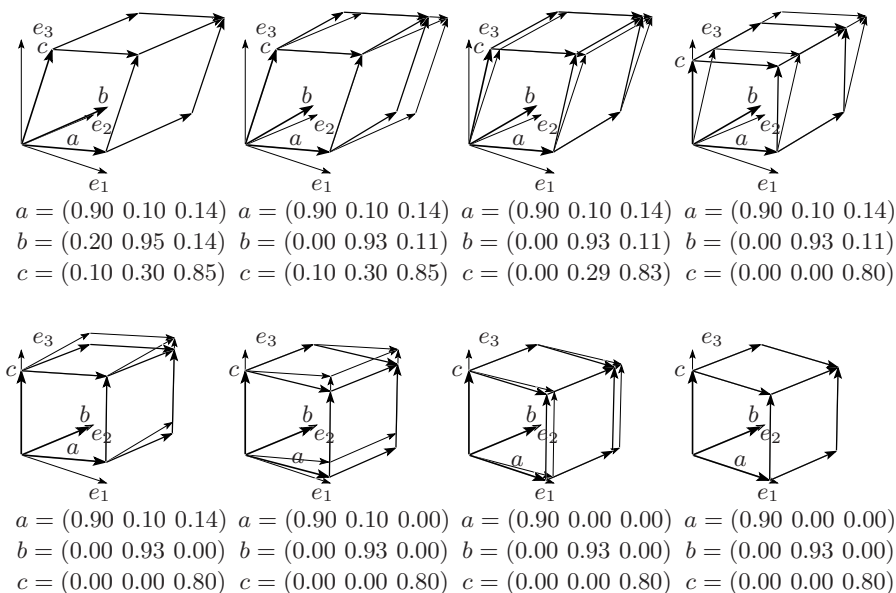 e3
c
b
e2
a
e1
a = (0.90 0.10 0.14)
b = (0.20 0.95 0.14)
c = (0.10 0.30 0.85)
e3
c
b
e2
a
e1
a = (0.90 0.10 0.14)
b = (0.00 0.93 0.11)
c = (0.10 0.30 0.85)
e3
c
b
e2
a
e1
a = (0.90 0.10 0.14)
b = (0.00 0.93 0.11)
c = (0.00 0.29 0.83)
e3
c
b
e2
a
e1
a = (0.90 0.10 0.14)
b = (0.00 0.93 0.11)
c = (0.00 0.00 0.80)
e3
c
b
e2
a
e1
a = (0.90 0.10 0.14)
b = (0.00 0.93 0.00)
c = (0.00 0.00 0.80)
e3
c
b
e2
a
e1
a = (0.90 0.10 0.00)
b = (0.00 0.93 0.00)
c = (0.00 0.00 0.80)
e3
c
b
e2
a
e1
a = (0.90 0.00 0.00)
b = (0.00 0.93 0.00)
c = (0.00 0.00 0.80)
e3
c
b
e2
a
e1
a = (0.90 0.00 0.00)
b = (0.00 0.93 0.00)
c = (0.00 0.00 0.80)